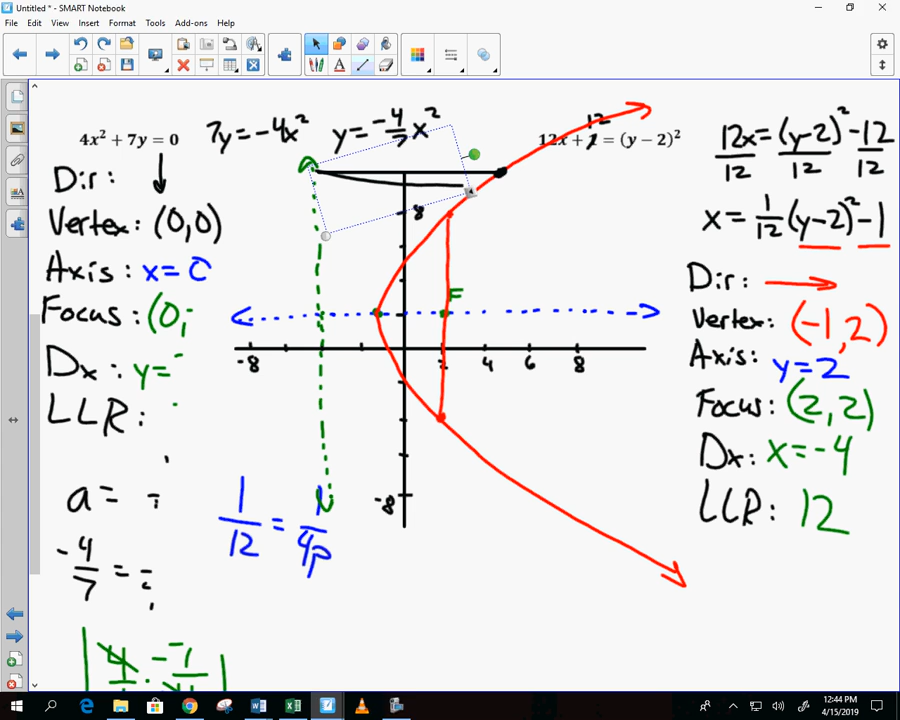 Untitled * - SMART Notebook
File Edit View Insert Format Tools Add-ons Help
4x² + 7y = 0
7y = -4x²
y = -4/7 x²
12
12x + 1 = (y − 2)²
Dir:
Vertex: (0,0)
Axis: x = 0
Focus: (0,
Dx: y =
LLR:
a =
-4/7 =
1/12 = 1/4p
8
F
-8
4 6 8
-8
12x/12 = (y-2)²/12 -12/12
x = 1/12 (y-2)² - 1
Dir:
Vertex: (-1, 2)
Axis: y = 2
Focus: (2, 2)
Dx: x = -4
LLR: 12
12:44 PM
4/15/2019